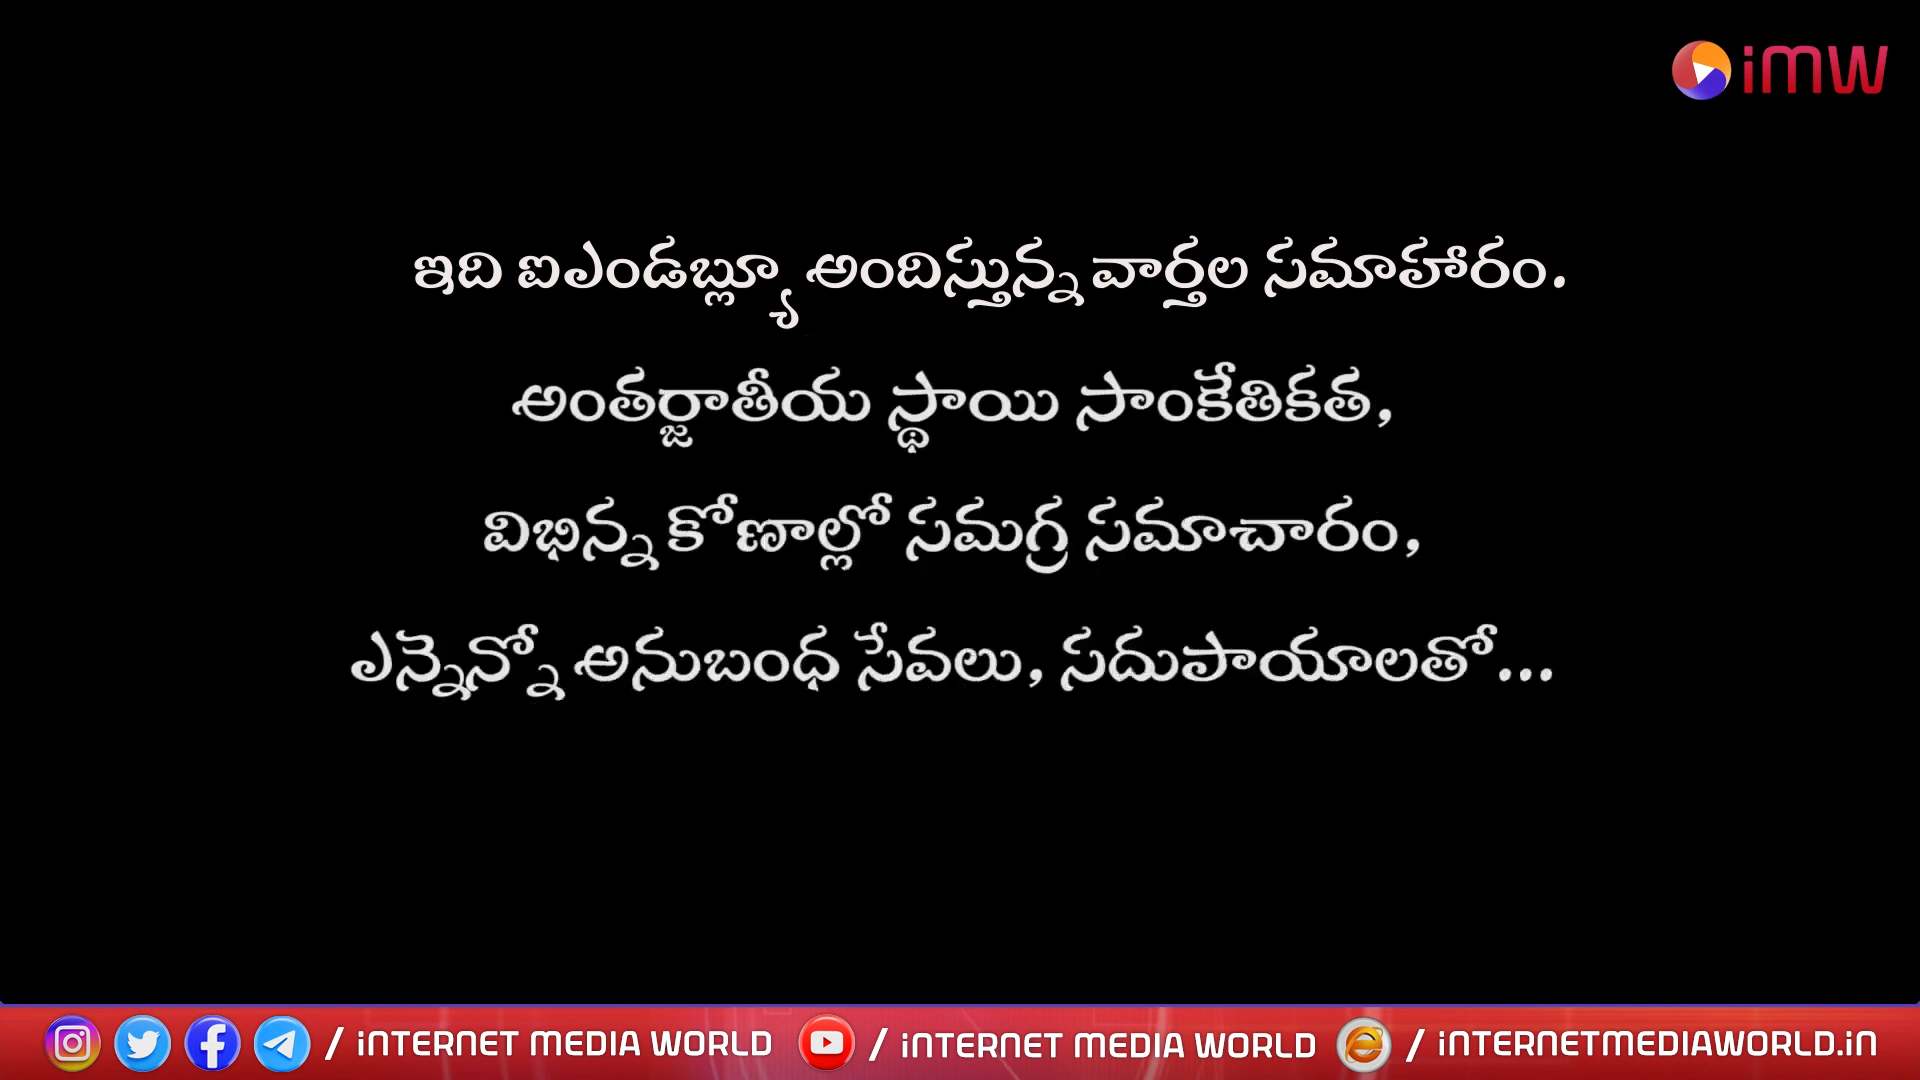 iMW
ఇది ఐఎండబ్ల్యూ అందిస్తున్న వార్తల సమాహారం.
అంతర్జాతీయ స్థాయి సాంకేతికత,
విభిన్న కోణాల్లో సమగ్ర సమాచారం,
ఎన్నెన్నో అనుబంధ సేవలు, సదుపాయాలతో...
/ iNTERNET MEDIA WORLD / iNTERNET MEDIA WORLD / iNTERNETMEDIAWORLD.iN